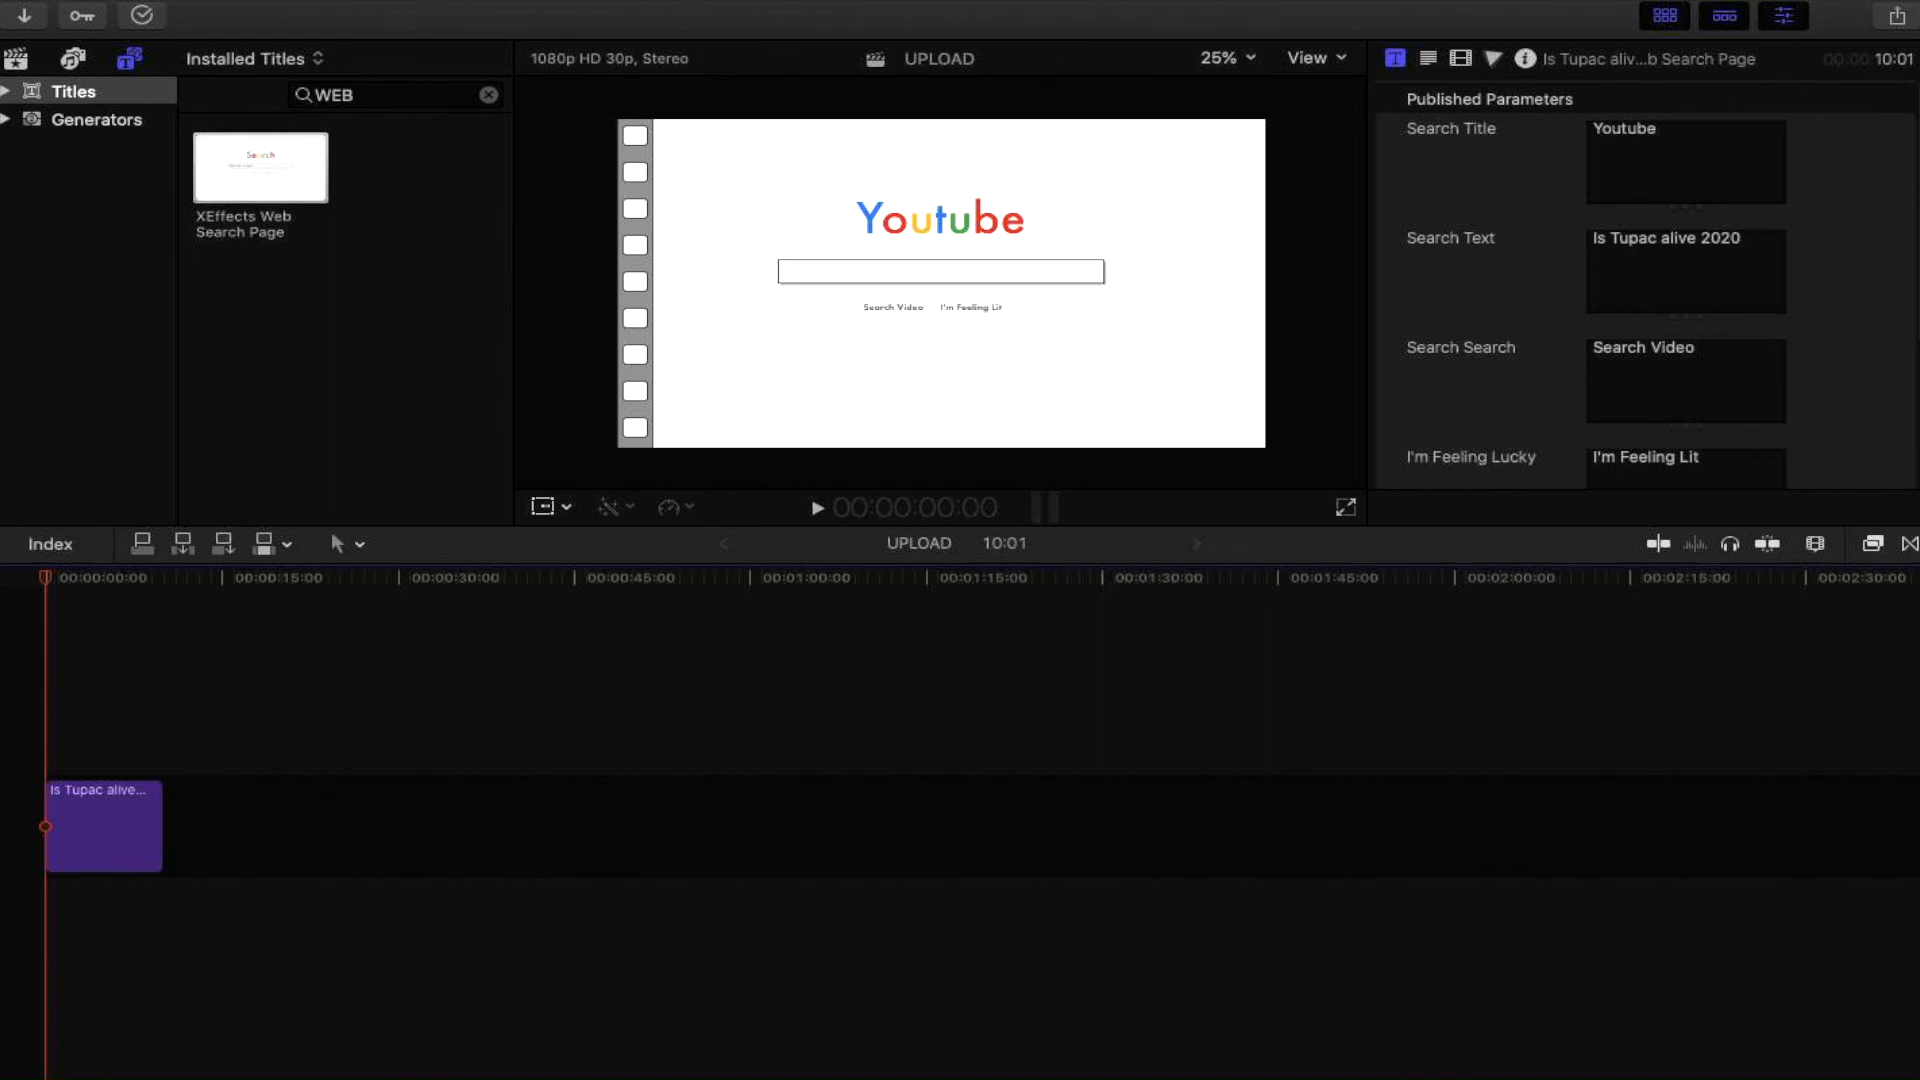 Installed Titles
1080p HD 30p, Stereo
UPLOAD
25%
View
Is Tupac aliv...b Search Page
00:00:10:01
Titles
Generators
WEB
XEffects Web
Search Page
Youtube
Search Video
I'm Feeling Lit
Published Parameters
Search Title
Youtube
Search Text
Is Tupac alive 2020
Search Search
Search Video
I'm Feeling Lucky
I'm Feeling Lit
00:00:00:00
Index
UPLOAD
10:01
00:00:00:00
00:00:15:00
00:00:30:00
00:00:45:00
00:01:00:00
00:01:15:00
00:01:30:00
00:01:45:00
00:02:00:00
00:02:15:00
00:02:30:00
Is Tupac alive...